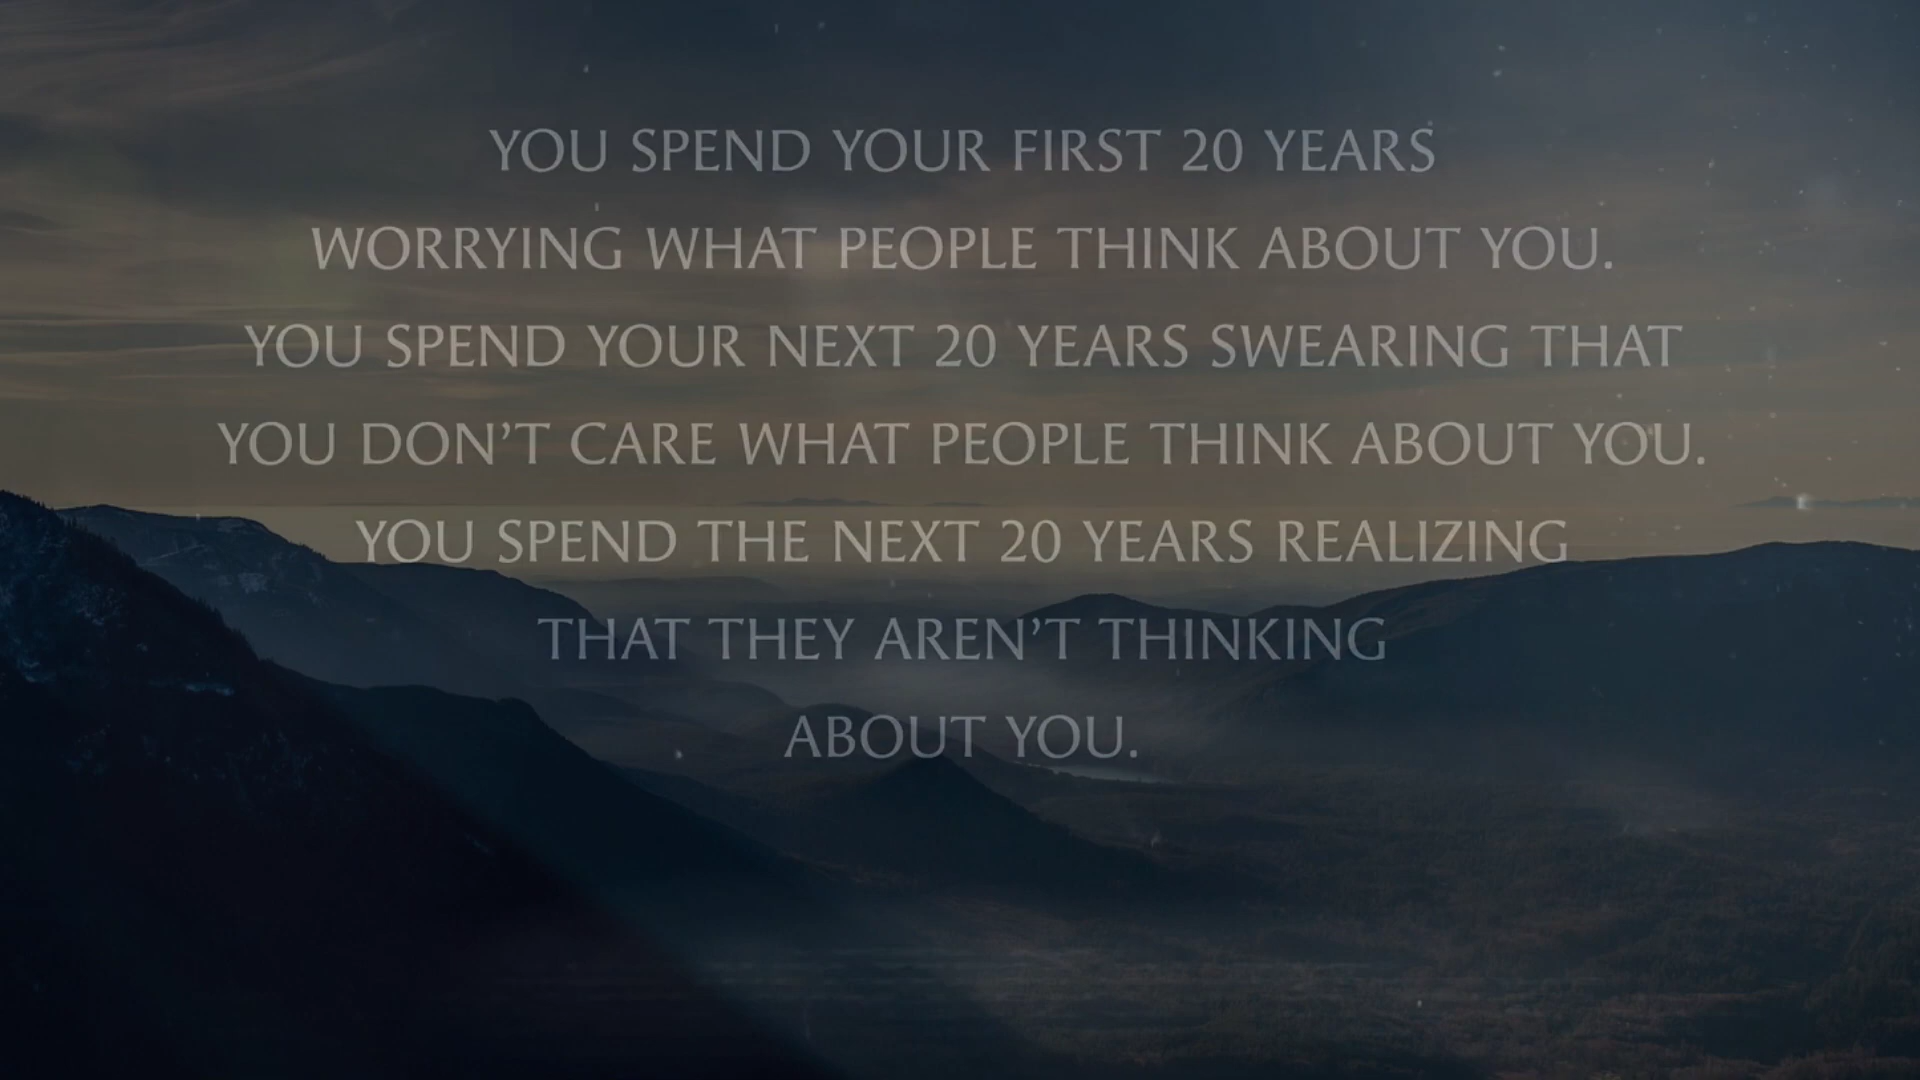 YOU SPEND YOUR FIRST 20 YEARS
WORRYING WHAT PEOPLE THINK ABOUT YOU.
YOU SPEND YOUR NEXT 20 YEARS SWEARING THAT
YOU DON’T CARE WHAT PEOPLE THINK ABOUT YOU.
YOU SPEND THE NEXT 20 YEARS REALIZING
THAT THEY AREN’T THINKING
ABOUT YOU.